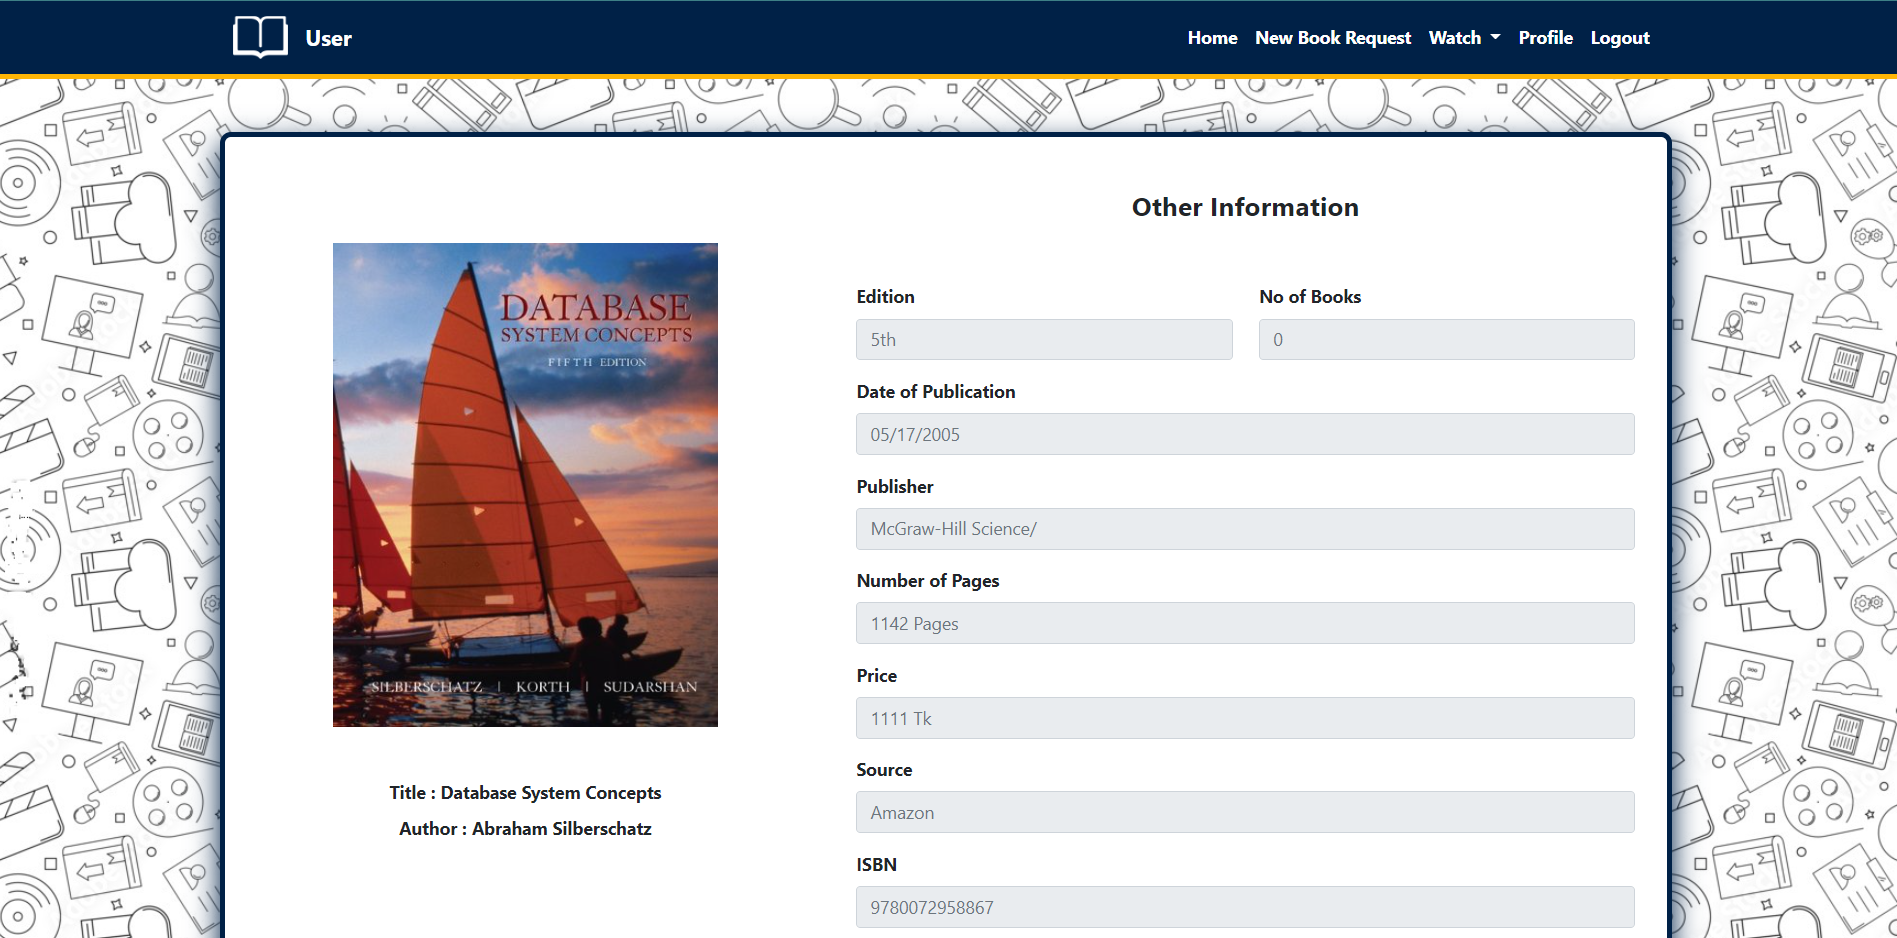 User
Home New Book Request Watch Profile Logout
DATABASE
SYSTEM CONCEPTS
FIFTH EDITION
SILBERSCHATZ | KORTH | SUDARSHAN
Title : Database System Concepts
Author : Abraham Silberschatz
Other Information
Edition
5th
No of Books
0
Date of Publication
05/17/2005
Publisher
McGraw-Hill Science/
Number of Pages
1142 Pages
Price
1111 Tk
Source
Amazon
ISBN
9780072958867